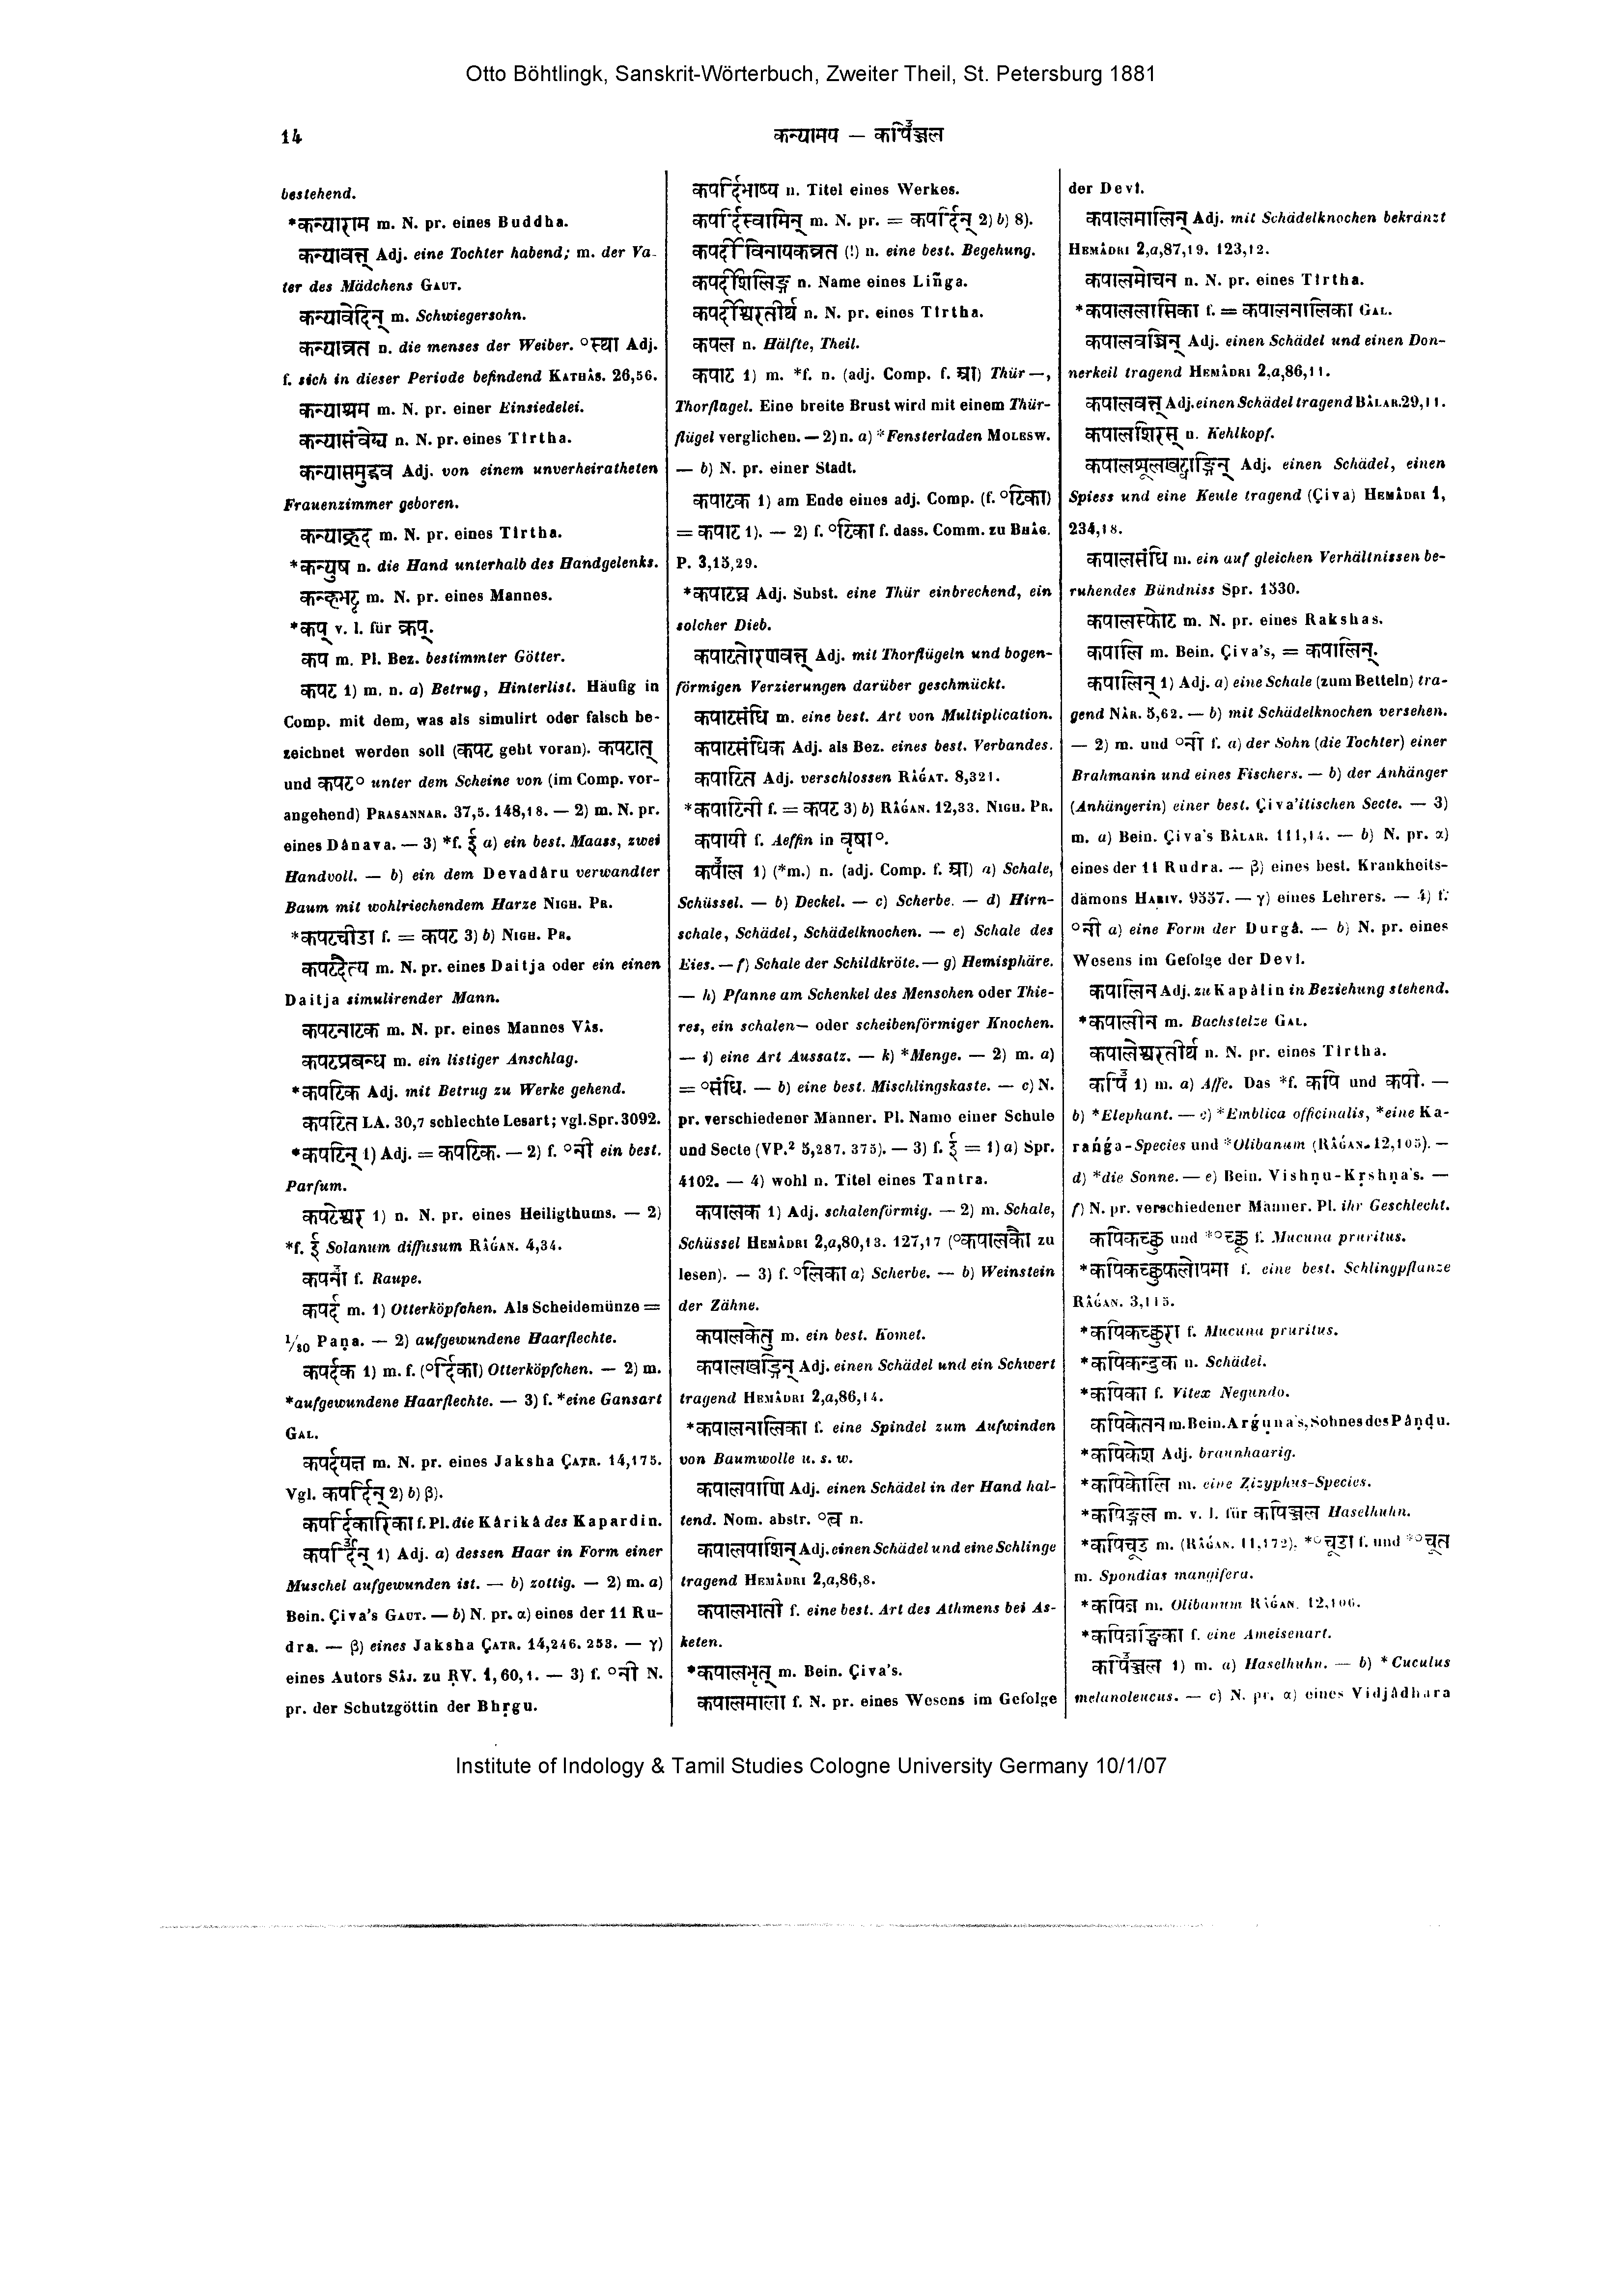 Otto Böhtlingk, Sanskrit-Wörterbuch, Zweiter Theil, St. Petersburg 1881
14
कन्यामय — कपिञ्जल
bestehend.
*कन्याराम m. N. pr. eines Buddha.
कन्यावत् Adj. eine Tochter habend; m. der Va-
ter des Mädchens GAUT.
कन्यावेदिन् m. Schwiegersohn.
कन्याव्रत n. die menses der Weiber. °स्था Adj.
f. sich in dieser Periode befindend KATHÂS. 26,56.
कन्याश्रम m. N. pr. einer Einsiedelei.
कन्यासंवेद्य n. N. pr. eines Tîrtha.
कन्यासमुद्भव Adj. von einem unverheiratheten
Frauenzimmer geboren.
कन्याह्रद m. N. pr. eines Tîrtha.
*कन्युष n. die Hand unterhalb des Handgelenks.
कन्हभट्ट m. N. pr. eines Mannes.
*कप् v. l. für क्रप्.
कप m. Pl. Bez. bestimmter Götter.
कपट 1) m. n. a) Betrug, Hinterlist. Häufig in
Comp. mit dem, was als simulirt oder falsch be-
zeichnet werden soll (कपट geht voran). कपटात्
und कपट° unter dem Scheine von (im Comp. vor-
angehend) PRASANNAR. 37,5. 148,18. — 2) m. N. pr.
eines Dânava. — 3) *f. ई a) ein best. Maass, zwei
Handvoll. — b) ein dem Devadâru verwandter
Baum mit wohlriechendem Harze NIGH. PR.
*कपटचीडा f. = कपट 3) b) NIGH. PR.
कपटदैत्य m. N. pr. eines Daitja oder ein einen
Daitja simulirender Mann.
कपटनाटक m. N. pr. eines Mannes VÂS.
कपटप्रबन्ध m. ein listiger Anschlag.
*कपटिक Adj. mit Betrug zu Werke gehend.
कपटित LA. 30,7 schlechte Lesart; vgl. Spr. 3092.
*कपटिन् 1) Adj. = कपटिक. — 2) f. °नी ein best.
Parfum.
कपटेश्वर 1) n. N. pr. eines Heiligthums. — 2)
*f. ई Solanum diffusum RÂGAN. 4,34.
कपना f. Raupe.
कपर्द m. 1) Otterköpfchen. Als Scheidemünze =
1/80 Paṇa. — 2) aufgewundene Haarflechte.
कपर्दक 1) m. f. (°र्दिका) Otterköpfchen. — 2) m.
*aufgewundene Haarflechte. — 3) f. *eine Gansart
GAL.
कपर्दयक्ष m. N. pr. eines Jaksha ÇATR. 14,175.
Vgl. कपर्दिन् 2) b) β).
कपर्दिकारिका f. Pl. die Kârikâ des Kapardin.
कपर्दिन् 1) Adj. a) dessen Haar in Form einer
Muschel aufgewunden ist. — b) zottig. — 2) m. a)
Bein. Çiva's GAUT. — b) N. pr. α) eines der 11 Ru-
dra. — β) eines Jaksha ÇATR. 14,246. 253. — γ)
eines Autors SÂJ. zu ṚV. 1,60,1. — 3) f. °नी N.
pr. der Schutzgöttin der Bhṛgu.
कपर्दिभाष्य n. Titel eines Werkes.
कपर्दिस्वामिन् m. N. pr. = कपर्दिन् 2) b) 8).
कपर्दीविनायकव्रत (!) n. eine best. Begehung.
कपर्दीशलिङ्ग n. Name eines Liñga.
कपर्दीश्वरतीर्थ n. N. pr. eines Tîrtha.
कपल n. Hälfte, Theil.
कपाट 1) m. *f. n. (adj. Comp. f. आ) Thür —,
Thorflügel. Eine breite Brust wird mit einem Thür-
flügel verglichen. — 2) n. a) *Fensterladen MOLESW.
— b) N. pr. einer Stadt.
कपाटक 1) am Ende eines adj. Comp. (f. °टिका)
= कपाट 1). — 2) f. °टिका f. dass. Comm. zu BHÂG.
P. 3,15,29.
*कपाटघ्न Adj. Subst. eine Thür einbrechend, ein
solcher Dieb.
कपाटतोरणवत् Adj. mit Thorflügeln und bogen-
förmigen Verzierungen darüber geschmückt.
कपाटसंधि m. eine best. Art von Multiplication.
कपाटसंधिक Adj. als Bez. eines best. Verbandes.
कपाटित Adj. verschlossen RÂGAT. 8,321.
*कपाटिनी f. = कपट 3) b) RÂGAN. 12,33. NIGH. PR.
कपायी f. Aeffin in वृषा°.
कपाल 1) (*m.) n. (adj. Comp. f. आ) a) Schale,
Schüssel. — b) Deckel. — c) Scherbe. — d) Hirn-
schale, Schädel, Schädelknochen. — e) Schale des
Eies. — f) Schale der Schildkröte. — g) Hemisphäre.
— h) Pfanne am Schenkel des Menschen oder Thie-
res, ein schalen— oder scheibenförmiger Knochen.
— i) eine Art Aussatz. — k) *Menge. — 2) m. a)
= °संधि. — b) eine best. Mischlingskaste. — c) N.
pr. verschiedener Männer. Pl. Name einer Schule
und Secte (VP.² 5,287. 375). — 3) f. ई = 1) a) Spr.
4102. — 4) wohl n. Titel eines Tantra.
कपालक 1) Adj. schalenförmig. — 2) m. Schale,
Schüssel HEMÂDRI 2,a,80,13. 127,17 (°कपालकै zu
lesen). — 3) f. °लिका a) Scherbe. — b) Weinstein
der Zähne.
कपालकेतु m. ein best. Komet.
कपालखड्गिन् Adj. einen Schädel und ein Schwert
tragend HEMÂDRI 2,a,86,14.
*कपालनालिका f. eine Spindel zum Aufwinden
von Baumwolle u. s. w.
कपालपाणि Adj. einen Schädel in der Hand hal-
tend. Nom. abstr. °त्व n.
कपालपाशिन् Adj. einen Schädel und eine Schlinge
tragend HEMÂDRI 2,a,86,8.
कपालभाती f. eine best. Art des Athmens bei As-
keten.
*कपालभृत् m. Bein. Çiva's.
कपालमाला f. N. pr. eines Wesens im Gefolge
der Devî.
कपालमालिन् Adj. mit Schädelknochen bekränzt
HEMÂDRI 2,a,87,19. 123,12.
कपालमोचन n. N. pr. eines Tîrtha.
*कपाललासिका f. = कपालनालिका GAL.
कपालवज्रिन् Adj. einen Schädel und einen Don-
nerkeil tragend HEMÂDRI 2,a,86,11.
कपालवत् Adj. einen Schädel tragend BÂLAR. 29,11.
कपालशिरस् n. Kehlkopf.
कपालशूलखट्वाङ्गिन् Adj. einen Schädel, einen
Spiess und eine Keule tragend (Çiva) HEMÂDRI 1,
234,18.
कपालसंधि m. ein auf gleichen Verhältnissen be-
ruhendes Bündniss Spr. 1530.
कपालस्फोट m. N. pr. eines Rakshas.
कपालि m. Bein. Çiva's, = कपालिन्.
कपालिन् 1) Adj. a) eine Schale (zum Betteln) tra-
gend NÂR. 5,62. — b) mit Schädelknochen versehen.
— 2) m. und °नी f. a) der Sohn (die Tochter) einer
Brahmanin und eines Fischers. — b) der Anhänger
(Anhängerin) einer best. Çiva'itischen Secte. — 3)
m. a) Bein. Çiva's BÂLAR. 111,14. — b) N. pr. α)
eines der 11 Rudra. — β) eines best. Krankheits-
dämons HARIV. 9557. — γ) eines Lehrers. — 4) f.
°नी a) eine Form der Durgâ. — b) N. pr. eines
Wesens im Gefolge der Devî.
कपालिन Adj. zu Kapâlin in Beziehung stehend.
*कपालीन m. Bachstelze GAL.
कपालेश्वरतीर्थ n. N. pr. eines Tîrtha.
कपि 1) m. a) Affe. Das *f. कपि und कपी. —
b) *Elephant. — c) *Emblica officinalis, *eine Ka-
rañga-Species und *Olibanum (RÂGAN. 12,105). —
d) *die Sonne. — e) Bein. Vishṇu-Kṛshṇa's. —
f) N. pr. verschiedener Männer. Pl. ihr Geschlecht.
कपिकच्छु und *°च्छू f. Mucuna pruritus.
*कपिकच्छुफलोपमा f. eine best. Schlingpflanze
RÂGAN. 3,115.
*कपिकच्छुरा f. Mucuna pruritus.
*कपिकन्दुक n. Schädel.
*कपिका f. Vitex Negundo.
कपिकेतन m. Bein. Arǵuna's, Sohnes des Pâṇḍu.
*कपिकेश Adj. braunhaarig.
*कपिकोलि m. eine Zizyphus-Species.
*कपिङ्गल m. v. l. für कपिञ्जल Haselhuhn.
*कपिचूड m. (RÂGAN. 11,172), *°चूडा f. und *°चूत
m. Spondias mangifera.
*कपिज m. Olibanum RÂGAN. 12,106.
*कपिजङ्घिका f. eine Ameisenart.
कपिञ्जल 1) m. a) Haselhuhn. — b) *Cuculus
melanoleucus. — c) N. pr. α) eines Vidjâdhara
Institute of Indology & Tamil Studies Cologne University Germany 10/1/07